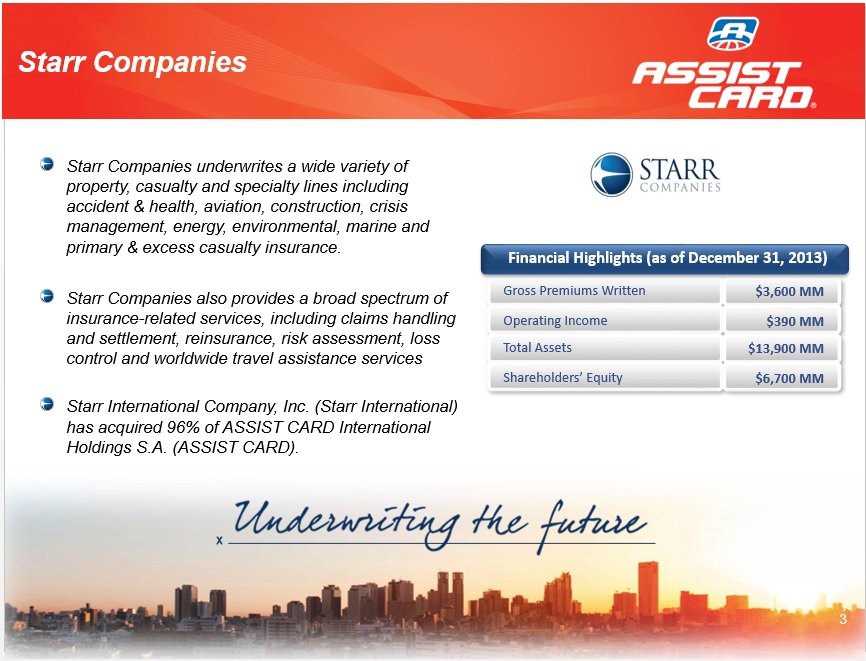 Starr Companies
A
ASSIST
CARD®
Starr Companies underwrites a wide variety of
property, casualty and specialty lines including
accident & health, aviation, construction, crisis
management, energy, environmental, marine and
primary & excess casualty insurance.
Starr Companies also provides a broad spectrum of
insurance-related services, including claims handling
and settlement, reinsurance, risk assessment, loss
control and worldwide travel assistance services
Starr International Company, Inc. (Starr International)
has acquired 96% of ASSIST CARD International
Holdings S.A. (ASSIST CARD).
STARR
COMPANIES
Financial Highlights (as of December 31, 2013)
Gross Premiums Written $3,600 MM
Operating Income $390 MM
Total Assets $13,900 MM
Shareholders’ Equity $6,700 MM
x Underwriting the future
3